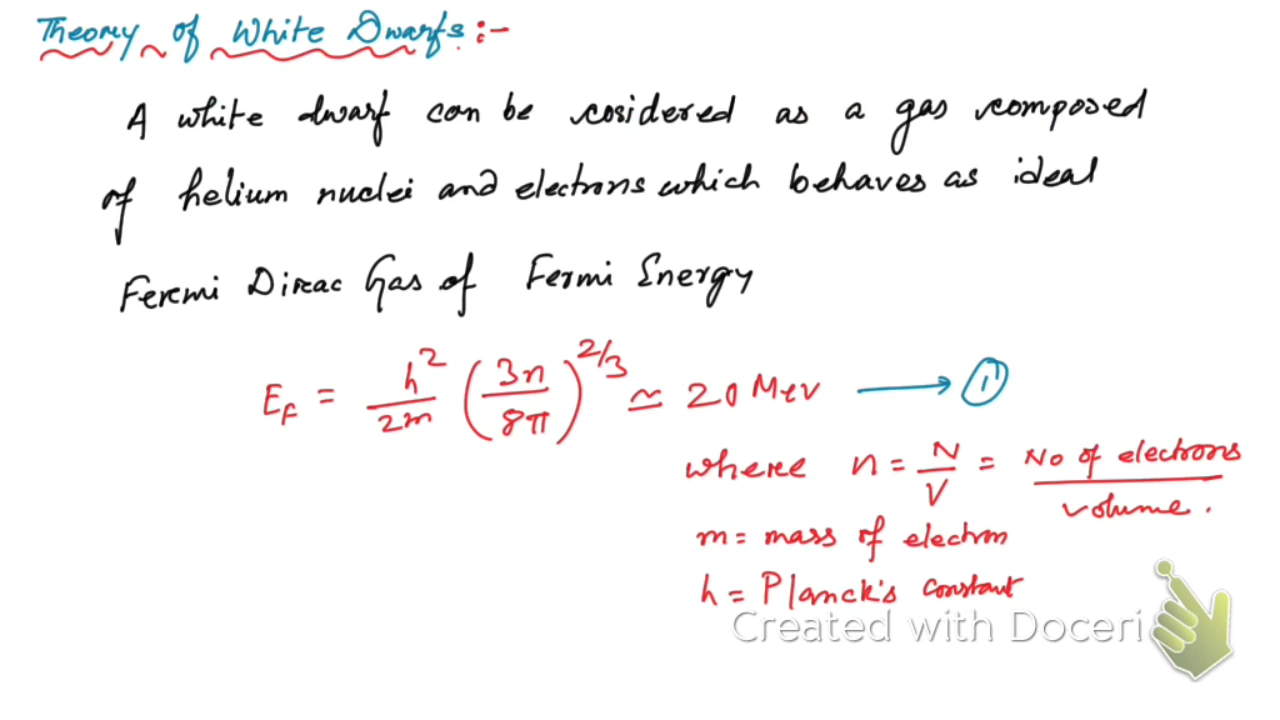 Theory of White Dwarfs :-
A white dwarf can be cosidered as a gas composed
of helium nuclei and electrons which behaves as ideal
Fermi Dirac Gas of Fermi Energy
E_F = h²/2m (3n/8π)^2/3 ≃ 20 Mev ⟶ ①
where n = N/V = No of electrons/volume.
m = mass of electron
h = Planck's constant
Created with Doceri